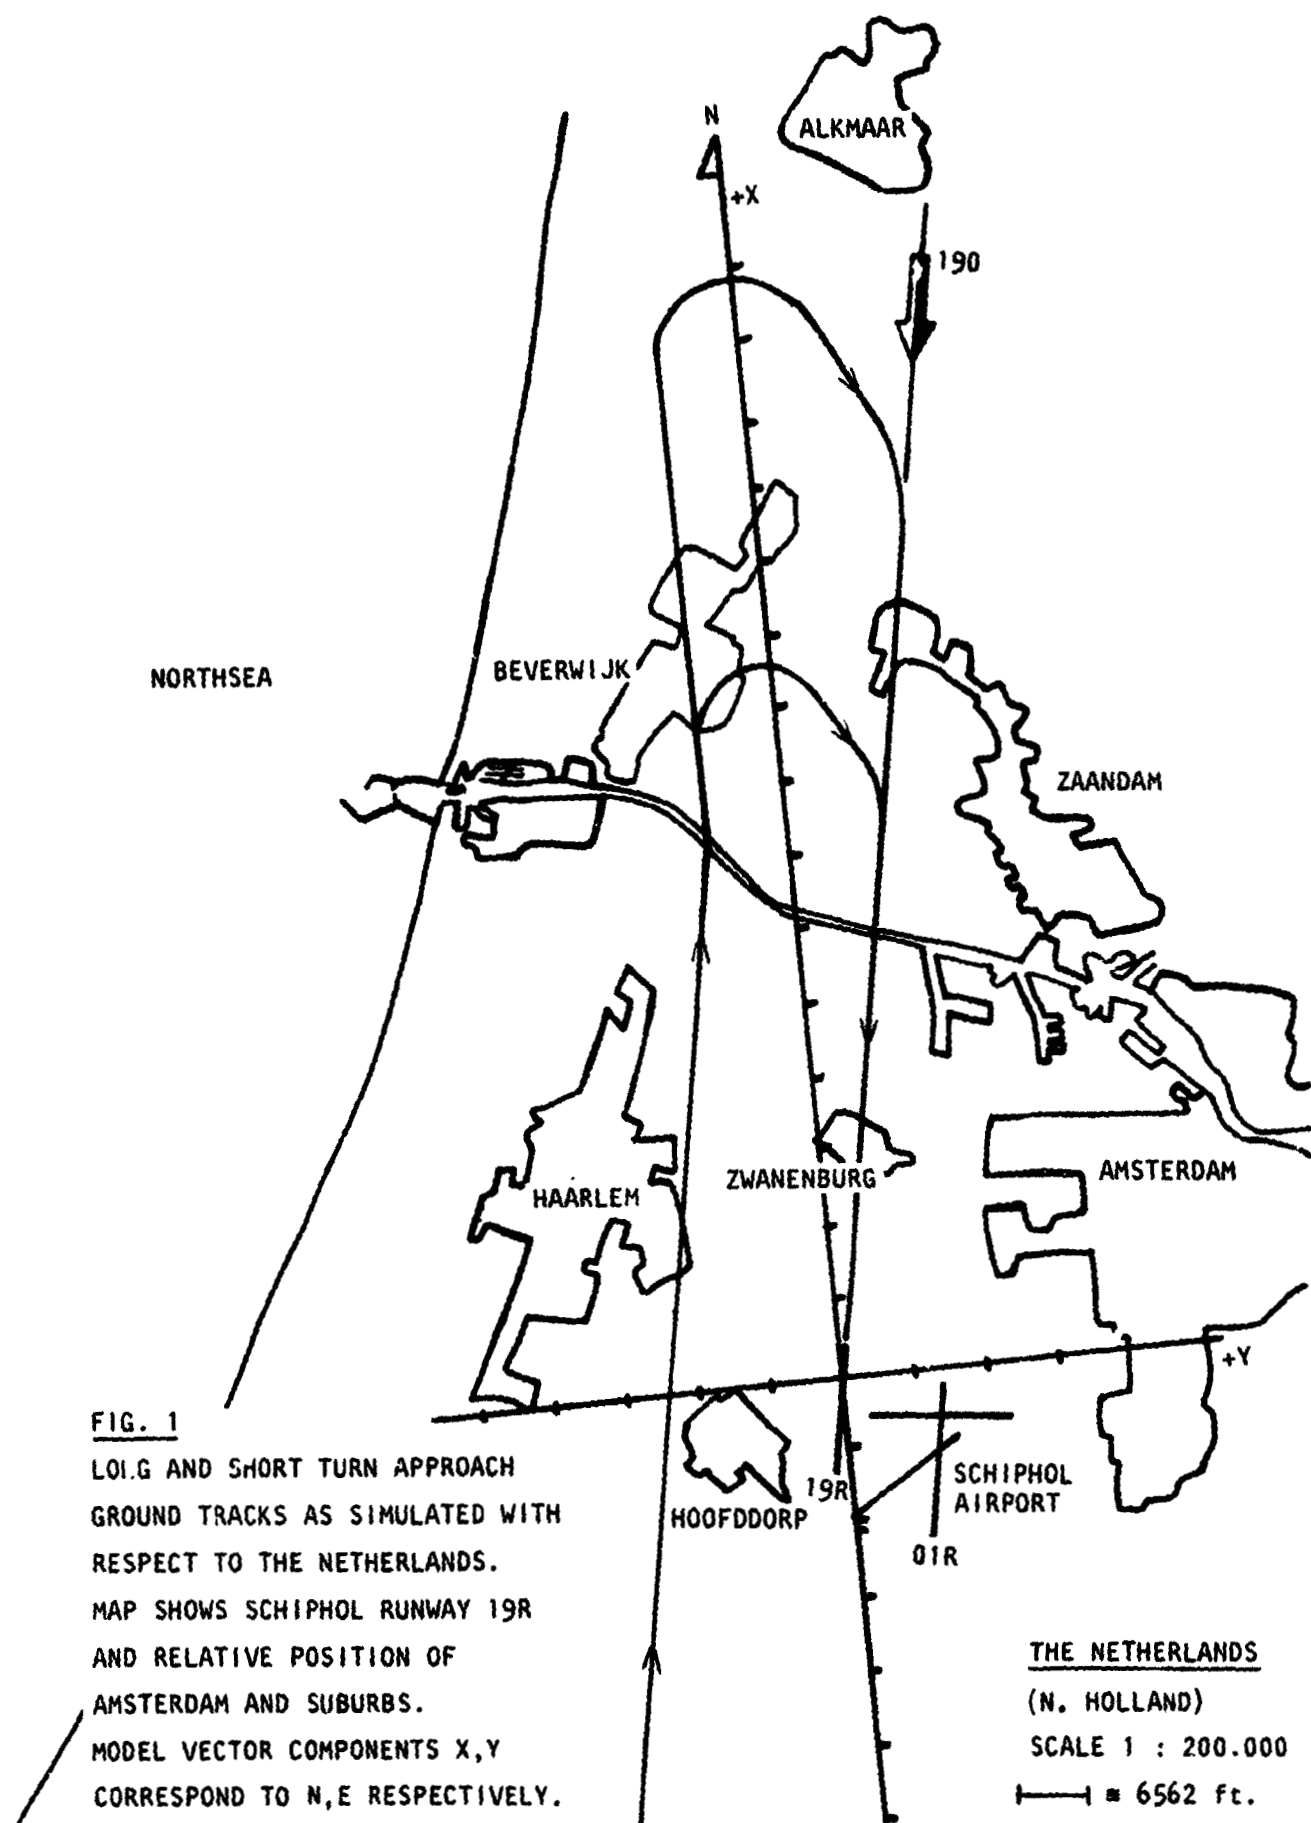 ALKMAAR
N
+X
190
NORTHSEA
BEVERWIJK
ZAANDAM
ZWANENBURG
AMSTERDAM
HAARLEM
+Y
FIG. 1
LONG AND SHORT TURN APPROACH
GROUND TRACKS AS SIMULATED WITH
RESPECT TO THE NETHERLANDS.
MAP SHOWS SCHIPHOL RUNWAY 19R
AND RELATIVE POSITION OF
AMSTERDAM AND SUBURBS.
MODEL VECTOR COMPONENTS X,Y
CORRESPOND TO N,E RESPECTIVELY.
19R
HOOFDDORP
SCHIPHOL
AIRPORT
01R
THE NETHERLANDS
(N. HOLLAND)
SCALE 1 : 200.000
≈ 6562 ft.